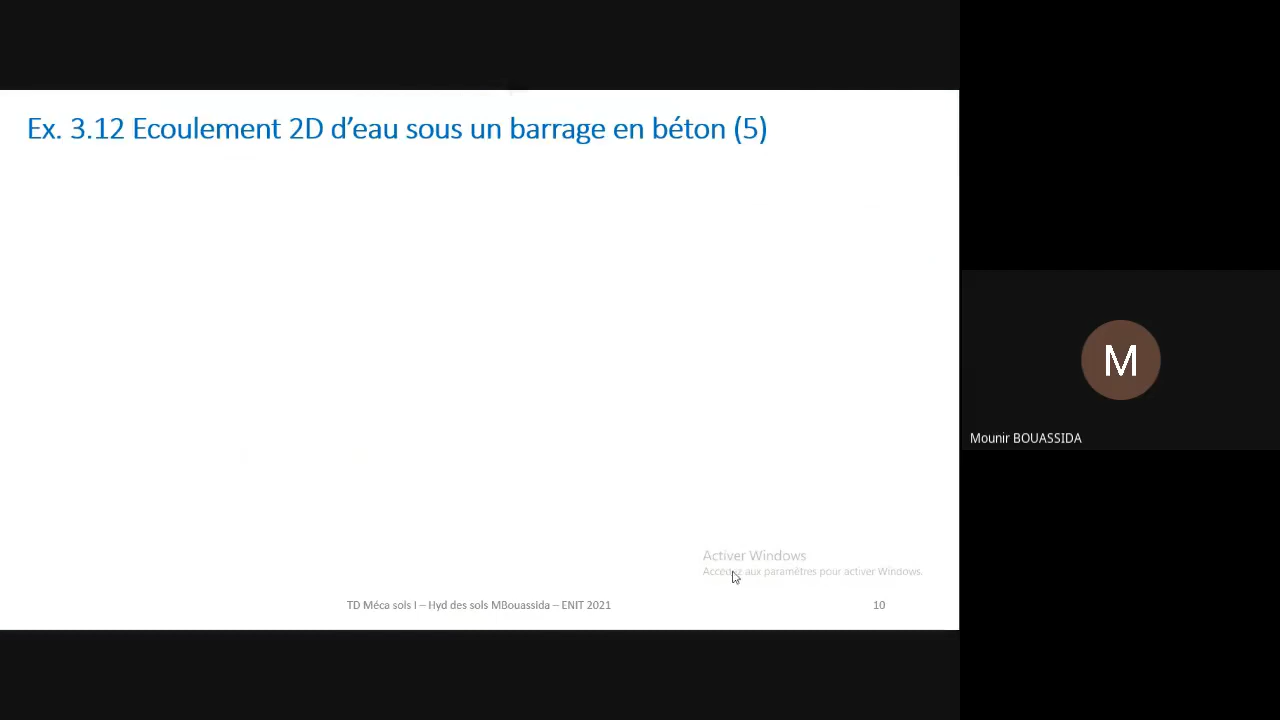 Ex. 3.12 Ecoulement 2D d’eau sous un barrage en béton (5)
M
Mounir BOUASSIDA
Activer Windows
Accédez aux paramètres pour activer Windows.
TD Méca sols I – Hyd des sols MBouassida – ENIT 2021
10